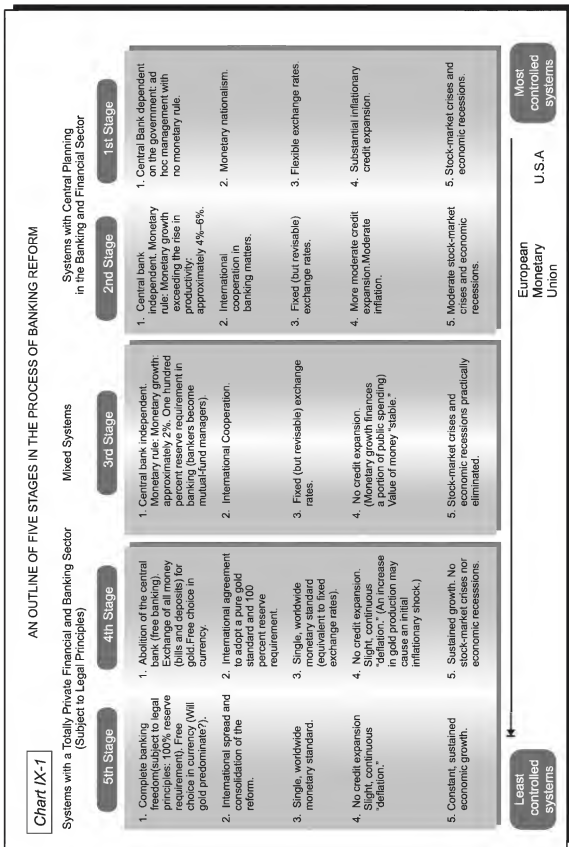 Chart IX-1
AN OUTLINE OF FIVE STAGES IN THE PROCESS OF BANKING REFORM
Systems with a Totally Private Financial and Banking Sector
(Subject to Legal Principles)
Mixed Systems
Systems with Central Planning
in the Banking and Financial Sector
5th Stage
1. Complete banking
freedom(subject to legal
principles: 100% reserve
requirement). Free
choice in currency (Will
gold predominate?).
2. International spread and
consolidation of the
reform.
3. Single, worldwide
monetary standard.
4. No credit expansion
Slight, continuous
"deflation."
5. Constant, sustained
economic growth.
4th Stage
1. Abolition of the central
bank (free banking).
Exchange of all money
(bills and deposits) for
gold.Free choice in
currency.
2. International agreement
to adopt a pure gold
standard and 100
percent reserve
requirement.
3. Single, worldwide
monetary standard
(equivalent to fixed
exchange rates).
4. No credit expansion.
Slight, continuous
"deflation." (An increase
in gold production may
cause an initial
inflationary shock.)
5. Sustained growth. No
stock-market crises nor
economic recessions.
3rd Stage
1. Central bank independent.
Monetary rule: Monetary growth:
approximately 2%. One hundred
percent reserve requirement in
banking (bankers become
mutual-fund managers).
2. International Cooperation.
3. Fixed (but revisable) exchange
rates.
4. No credit expansion.
(Monetary growth finances
a portion of public spending)
Value of money "stable."
5. Stock-market crises and
economic recessions practically
eliminated.
2nd Stage
1. Central bank
independent. Monetary
rule: Monetary growth
exceeding the rise in
productivity:
approximately 4%–6%.
2. International
cooperation in
banking matters.
3. Fixed (but revisable)
exchange rates.
4. More moderate credit
expansion.Moderate
inflation.
5. Moderate stock-market
crises and economic
recessions.
1st Stage
1. Central Bank dependent
on the government: ad
hoc management with
no monetary rule.
2. Monetary nationalism.
3. Flexible exchange rates.
4. Substantial inflationary
credit expansion.
5. Stock-market crises and
economic recessions.
Least
controlled
systems
European
Monetary
Union
U.S.A
Most
controlled
systems